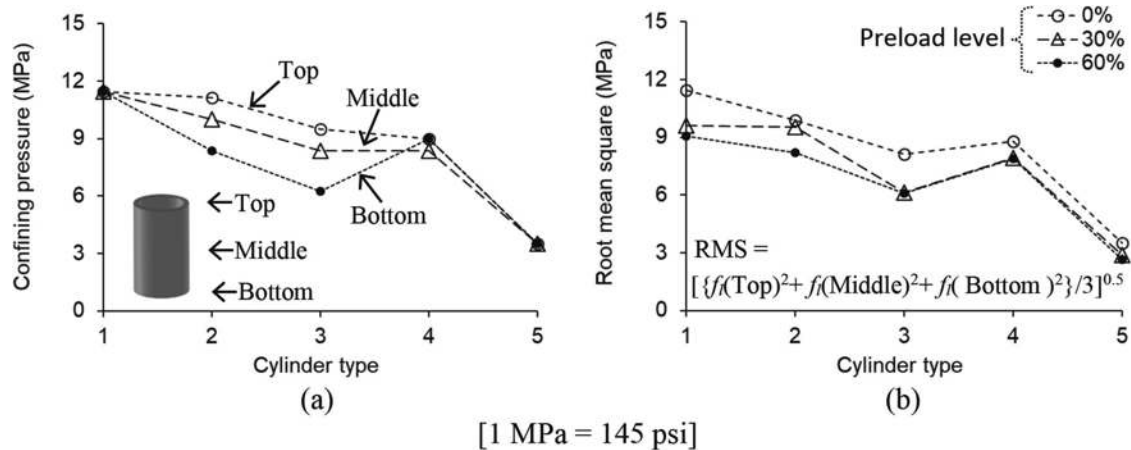 15
12
9
6
3
0
Confining pressure (MPa)
Top
Middle
Bottom
Top
Middle
Bottom
1 2 3 4 5
Cylinder type
(a)
15
12
9
6
3
0
Root mean square (MPa)
Preload level
0%
30%
60%
RMS =
[{fl(Top)²+ fl(Middle)²+ fl( Bottom )²}/3]⁰·⁵
1 2 3 4 5
Cylinder type
(b)
[1 MPa = 145 psi]